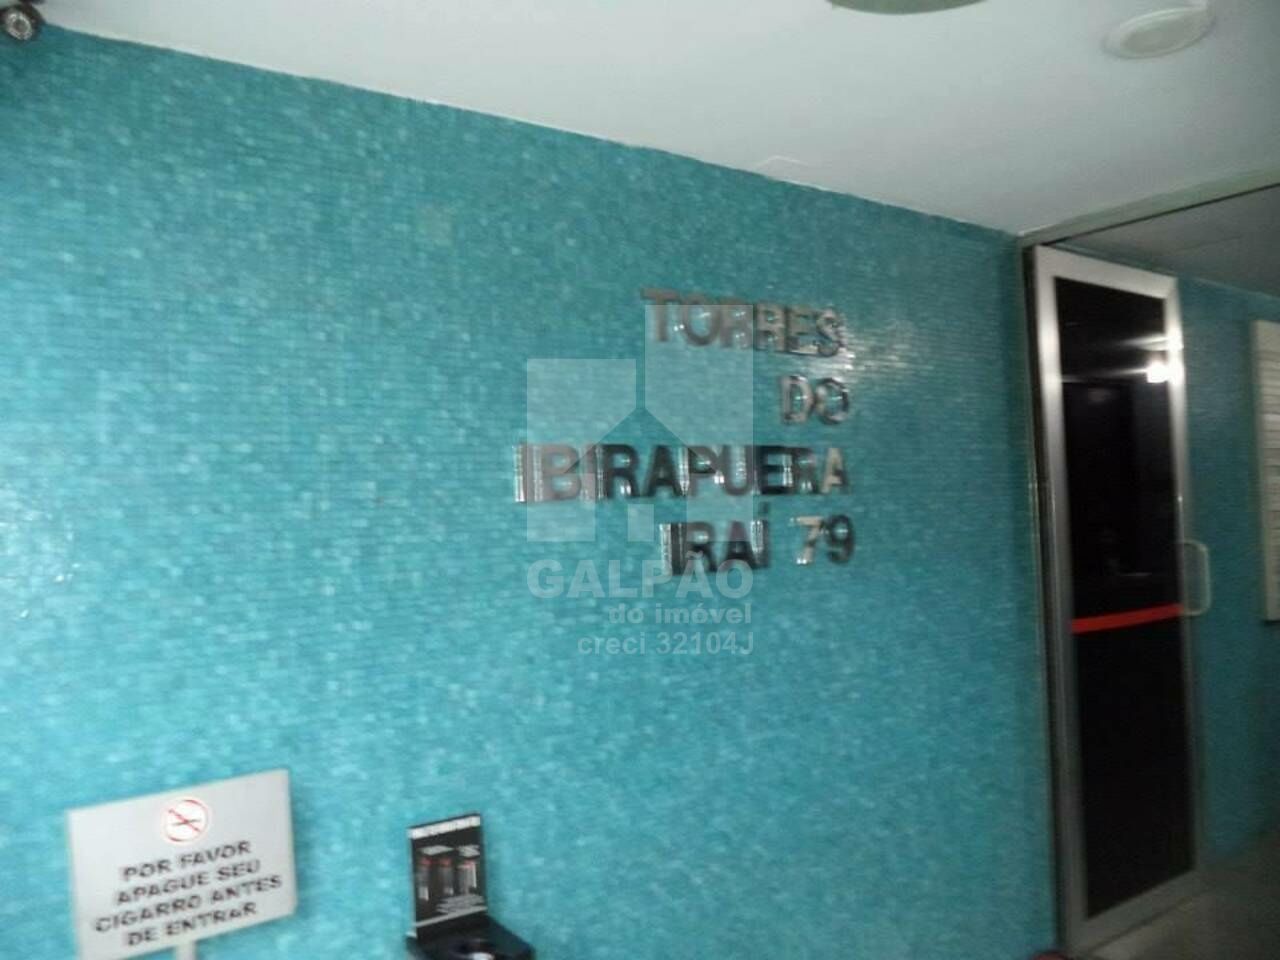 TORRES
DO
IBIRAPUERA
IRAÍ 79
GALPÃO
do imóvel
creci 32104J
POR FAVOR
APAGUE SEU
CIGARRO ANTES
DE ENTRAR